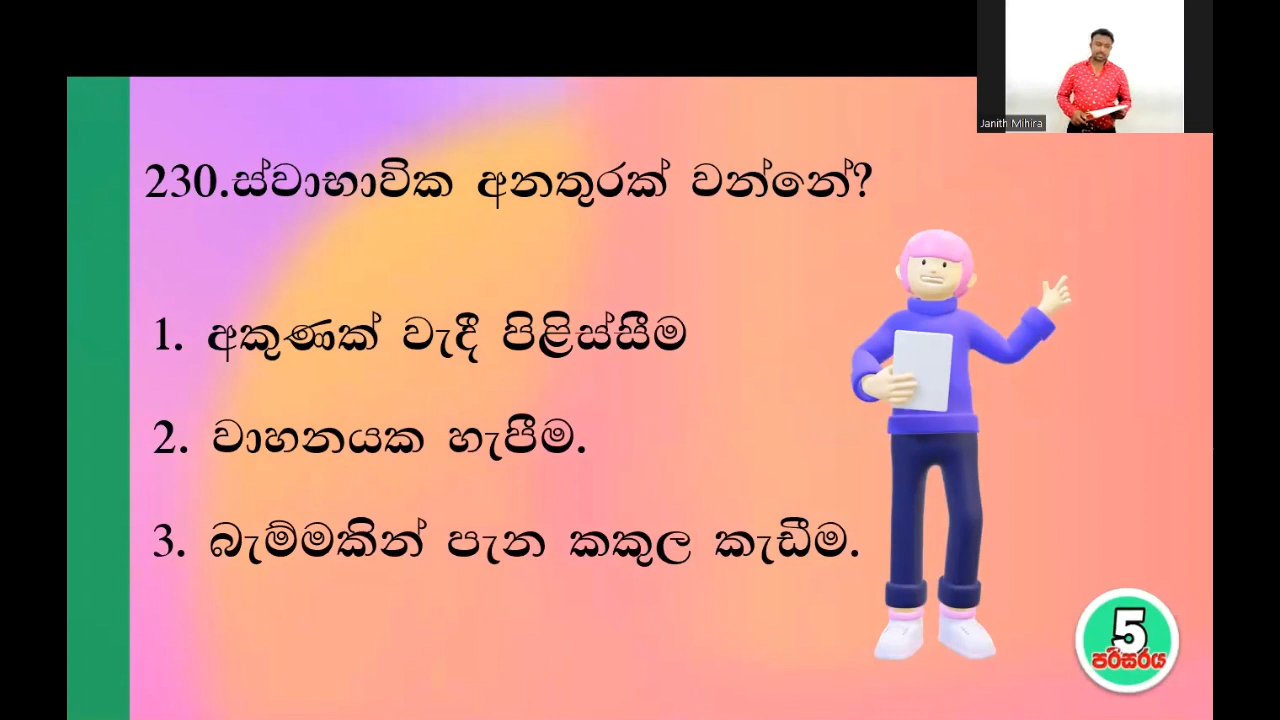 Janith Mihira
230.ස්වාභාවික අනතුරක් වන්නේ?
1. අකුණක් වැදී පිළිස්සීම
2. වාහනයක හැපීම.
3. බැම්මකින් පැන කකුල කැඩීම.
5
පරිසරය